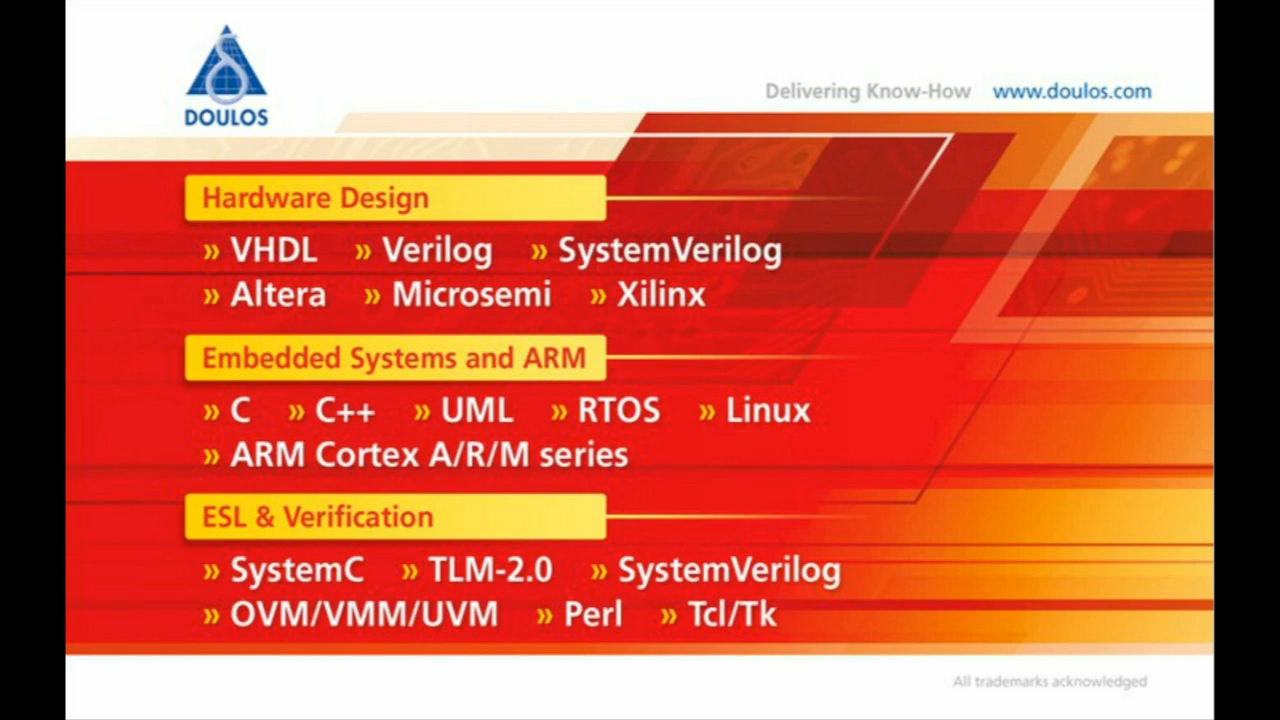 DOULOS
Delivering Know-How www.doulos.com
Hardware Design
» VHDL » Verilog » SystemVerilog
» Altera » Microsemi » Xilinx
Embedded Systems and ARM
» C » C++ » UML » RTOS » Linux
» ARM Cortex A/R/M series
ESL & Verification
» SystemC » TLM-2.0 » SystemVerilog
» OVM/VMM/UVM » Perl » Tcl/Tk
All trademarks acknowledged